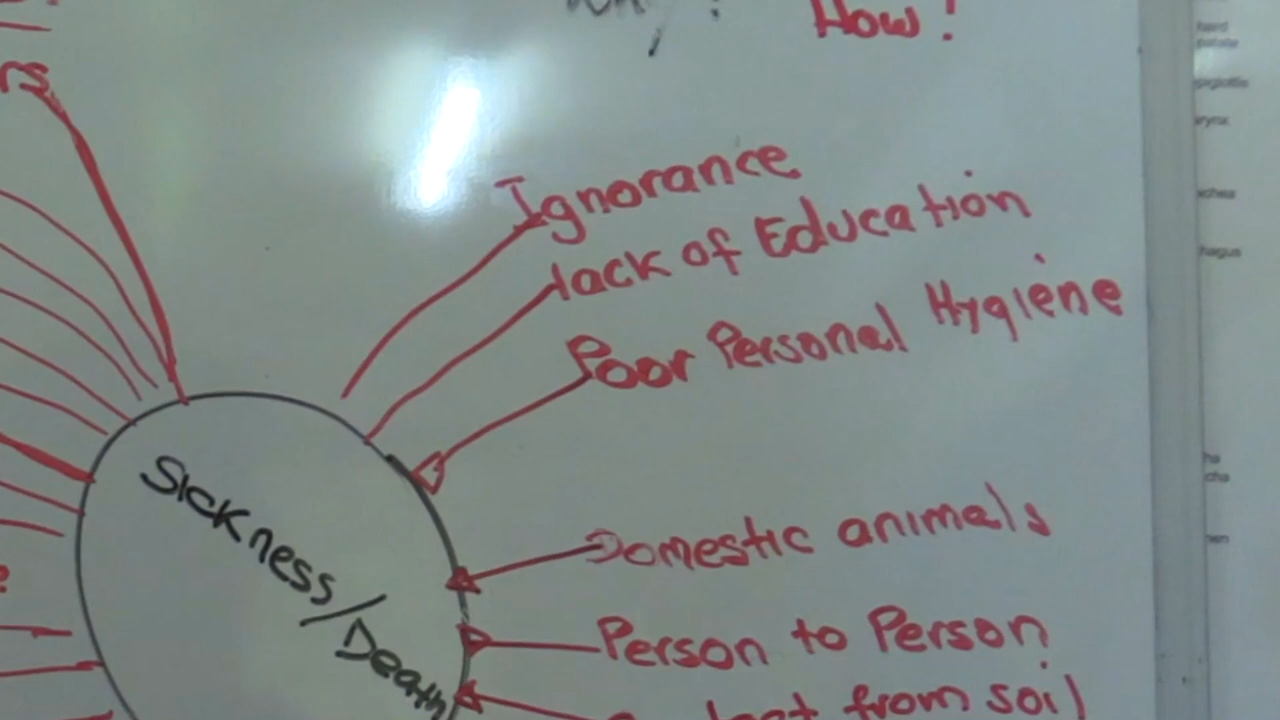 How!
Ignorance
lack of Education
Poor Personal Hygiene
Sickness/Death
Domestic animals
Person to Person
from soil